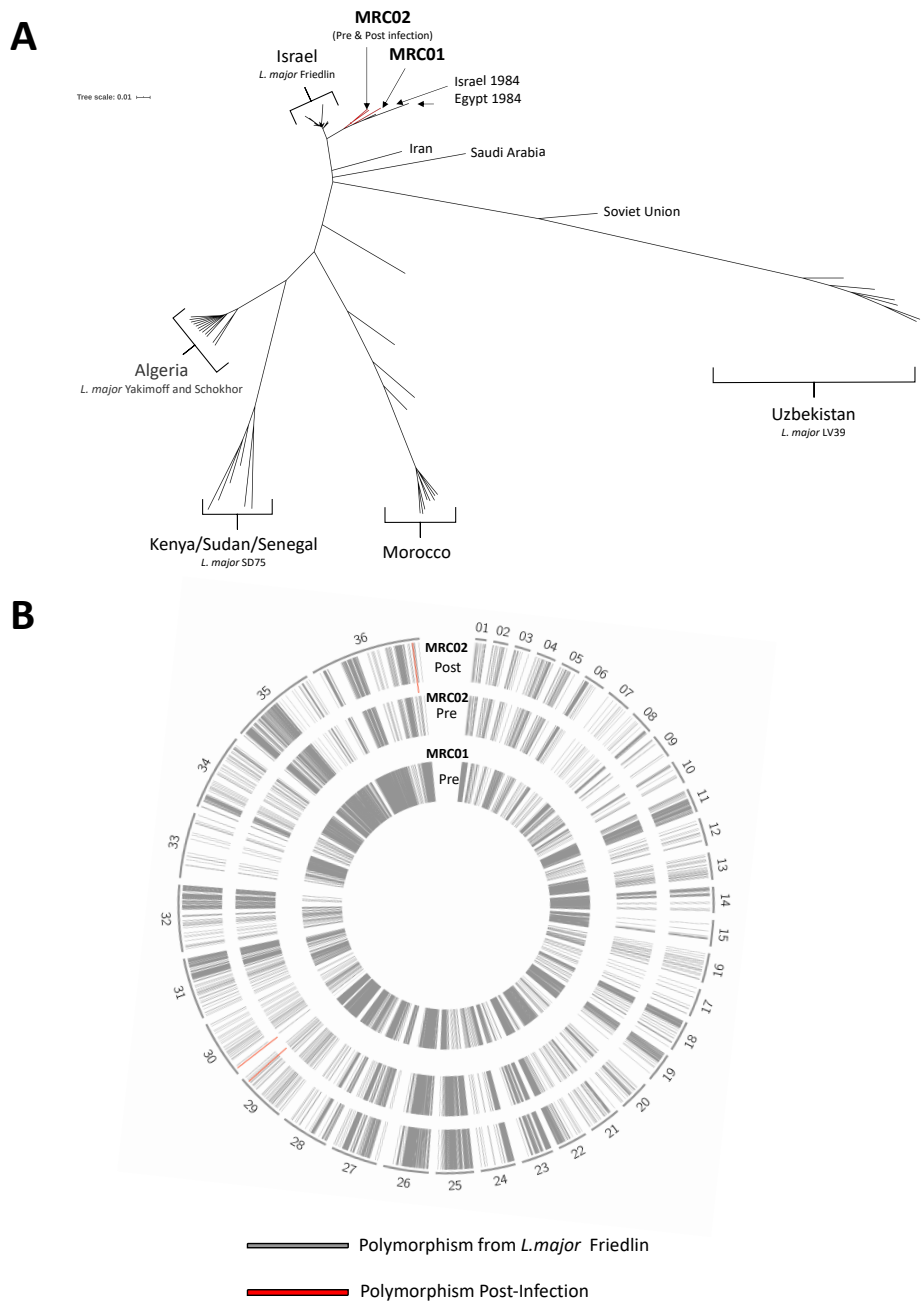 A
MRC02
(Pre & Post infection)
MRC01
Israel
L. major Friedlin
Israel 1984
Egypt 1984
Tree scale: 0.01
Iran
Saudi Arabia
Soviet Union
Algeria
L. major Yakimoff and Schokhor
Uzbekistan
L. major LV39
Kenya/Sudan/Senegal
L. major SD75
Morocco
B
MRC02
Post
MRC02
Pre
MRC01
Pre
01
02
03
04
05
06
07
08
09
10
11
12
13
14
15
16
17
18
19
20
21
22
23
24
25
26
27
28
29
30
31
32
33
34
35
36
Polymorphism from L.major Friedlin
Polymorphism Post-Infection